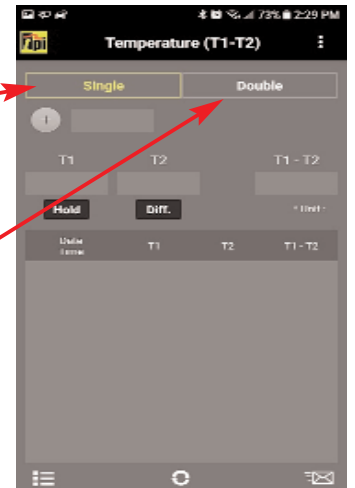 73% 2:29 PM
TPI Temperature (T1-T2)
Single Double
T1 T2 T1 - T2
Hold Diff.
T1 T2 T1 - T2